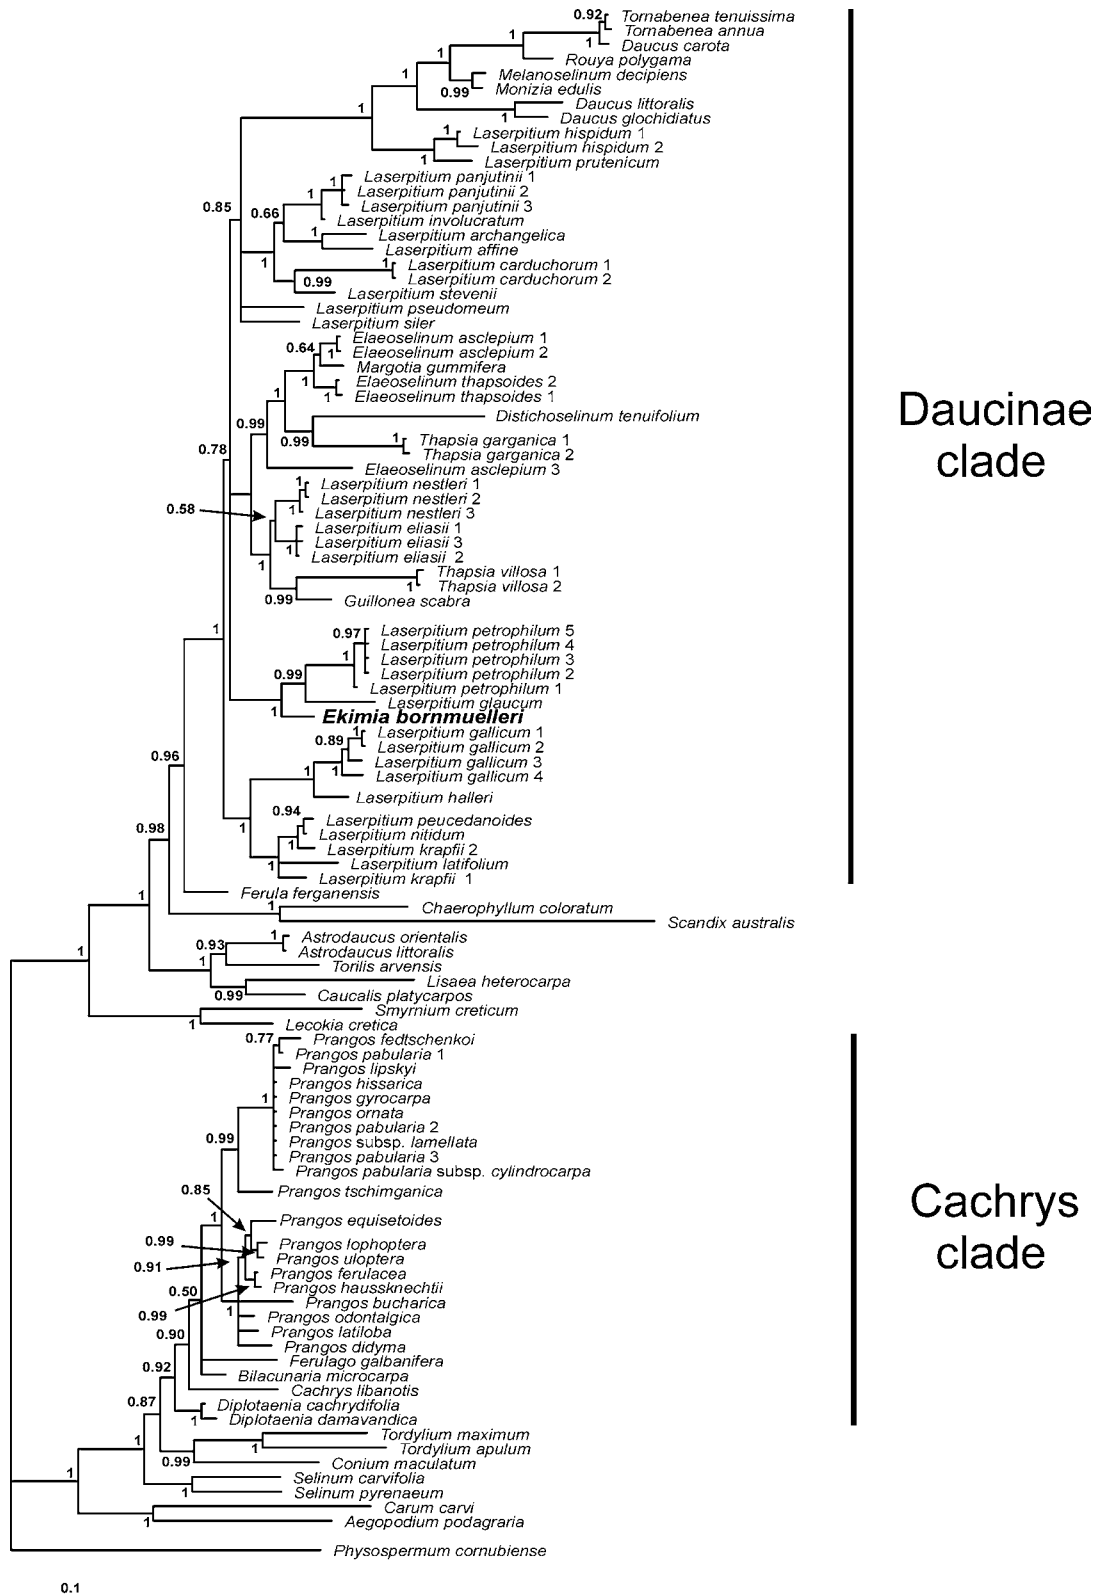 0.92
Tornabenea tenuissima
Tornabenea annua
1
Daucus carota
1
Rouya polygama
1
Melanoselinum decipiens
0.99
Monizia edulis
Daucus littoralis
1
Daucus glochidiatus
1
1
Laserpitium hispidum 1
Laserpitium hispidum 2
1
Laserpitium prutenicum
1
Laserpitium panjutinii 1
1
Laserpitium panjutinii 2
Laserpitium panjutinii 3
0.85
0.66
Laserpitium involucratum
1
Laserpitium archangelica
Laserpitium affine
1
1
Laserpitium carduchorum 1
Laserpitium carduchorum 2
0.99
Laserpitium stevenii
Laserpitium pseudomeum
Laserpitium siler
Elaeoselinum asclepium 1
0.64
1
Elaeoselinum asclepium 2
Margotia gummifera
1
Elaeoselinum thapsoides 2
1
Elaeoselinum thapsoides 1
1
Distichoselinum tenuifolium
0.99
0.99
1
Thapsia garganica 1
Thapsia garganica 2
0.78
Elaeoselinum asclepium 3
1
Laserpitium nestleri 1
Laserpitium nestleri 2
0.58
1
Laserpitium nestleri 3
Laserpitium eliasii 1
Laserpitium eliasii 3
1
Laserpitium eliasii 2
1
Thapsia villosa 1
1
Thapsia villosa 2
0.99
Guillonea scabra
1
0.97
Laserpitium petrophilum 5
Laserpitium petrophilum 4
1
Laserpitium petrophilum 3
0.99
Laserpitium petrophilum 2
Laserpitium petrophilum 1
Laserpitium glaucum
1
Ekimia bornmuelleri
1
Laserpitium gallicum 1
0.89
Laserpitium gallicum 2
0.96
Laserpitium gallicum 3
1
1
Laserpitium gallicum 4
Laserpitium halleri
0.94
Laserpitium peucedanoides
0.98
1
Laserpitium nitidum
1
Laserpitium krapfii 2
1
Laserpitium latifolium
Laserpitium krapfii 1
Daucinae
clade
1
Ferula ferganensis
1
Chaerophyllum coloratum
Scandix australis
1
Astrodaucus orientalis
0.93
Astrodaucus littoralis
1
1
Torilis arvensis
Lisaea heterocarpa
0.99
Caucalis platycarpos
Smyrnium creticum
1
Lecokia cretica
0.77
Prangos fedtschenkoi
Prangos pabularia 1
Prangos lipskyi
Prangos hissarica
1
Prangos gyrocarpa
Prangos ornata
Prangos pabularia 2
0.99
Prangos subsp. lamellata
Prangos pabularia 3
Prangos pabularia subsp. cylindrocarpa
0.85
Prangos tschimganica
1
Prangos equisetoides
0.99
Prangos lophoptera
0.91
Prangos uloptera
Prangos ferulacea
Prangos haussknechtii
0.50
1
Prangos bucharica
0.99
Prangos odontalgica
Prangos latiloba
0.90
Prangos didyma
Ferulago galbanifera
0.92
Bilacunaria microcarpa
Cachrys libanotis
0.87
Diplotaenia cachrydifolia
1
Diplotaenia damavandica
Cachrys
clade
1
Tordylium maximum
1
Tordylium apulum
0.99
Conium maculatum
1
Selinum carvifolia
1
Selinum pyrenaeum
Carum carvi
1
Aegopodium podagraria
Physospermum cornubiense
0.1